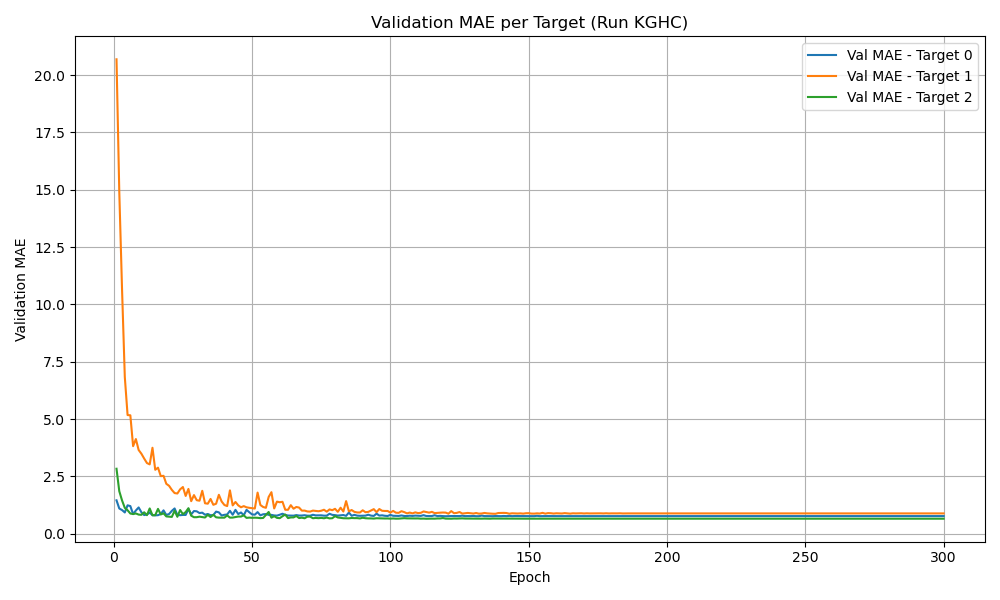 Validation MAE per Target (Run KGHC)
Val MAE - Target 0
Val MAE - Target 1
Val MAE - Target 2
Validation MAE
20.0
17.5
15.0
12.5
10.0
7.5
5.0
2.5
0.0
0 50 100 150 200 250 300
Epoch